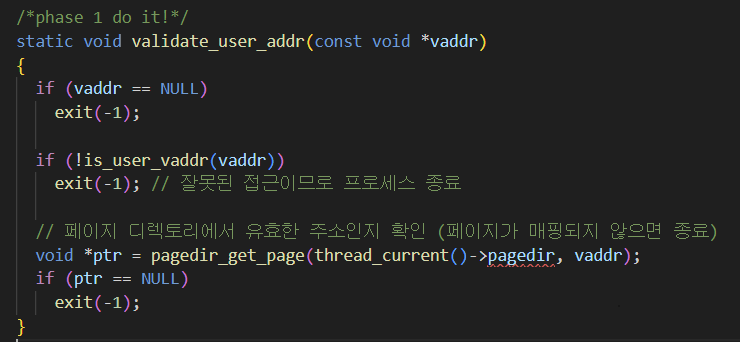 /*phase 1 do it!*/
static void validate_user_addr(const void *vaddr)
{
if (vaddr == NULL)
exit(-1);
if (!is_user_vaddr(vaddr))
exit(-1); // 잘못된 접근이므로 프로세스 종료
// 페이지 디렉토리에서 유효한 주소인지 확인 (페이지가 매핑되지 않으면 종료)
void *ptr = pagedir_get_page(thread_current()->pagedir, vaddr);
if (ptr == NULL)
exit(-1);
}